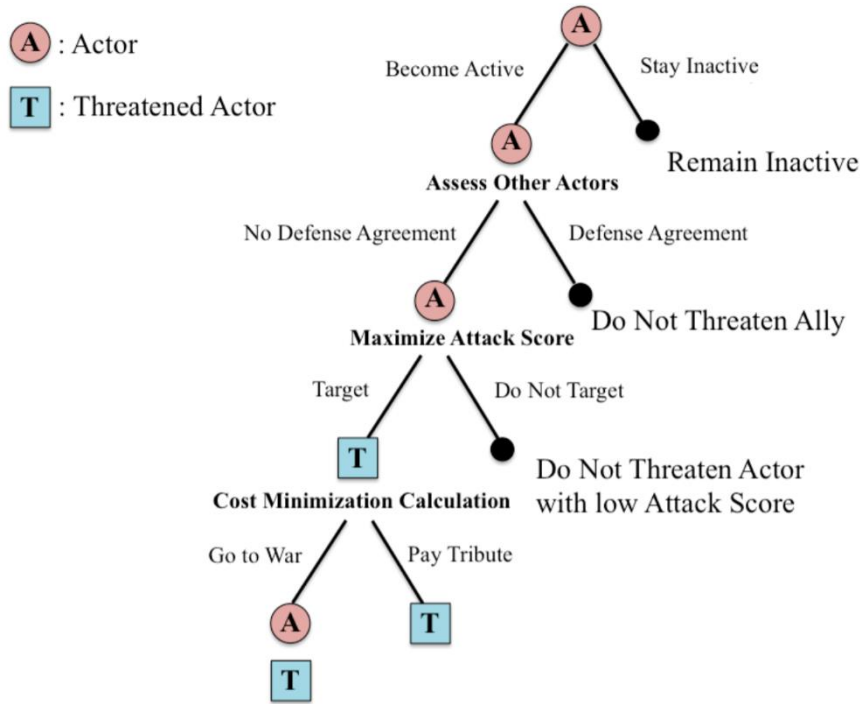 A : Actor
T : Threatened Actor
A
Become Active
Stay Inactive
A
Remain Inactive
Assess Other Actors
No Defense Agreement
Defense Agreement
A
Do Not Threaten Ally
Maximize Attack Score
Target
Do Not Target
T
Do Not Threaten Actor
with low Attack Score
Cost Minimization Calculation
Go to War
Pay Tribute
A
T
T